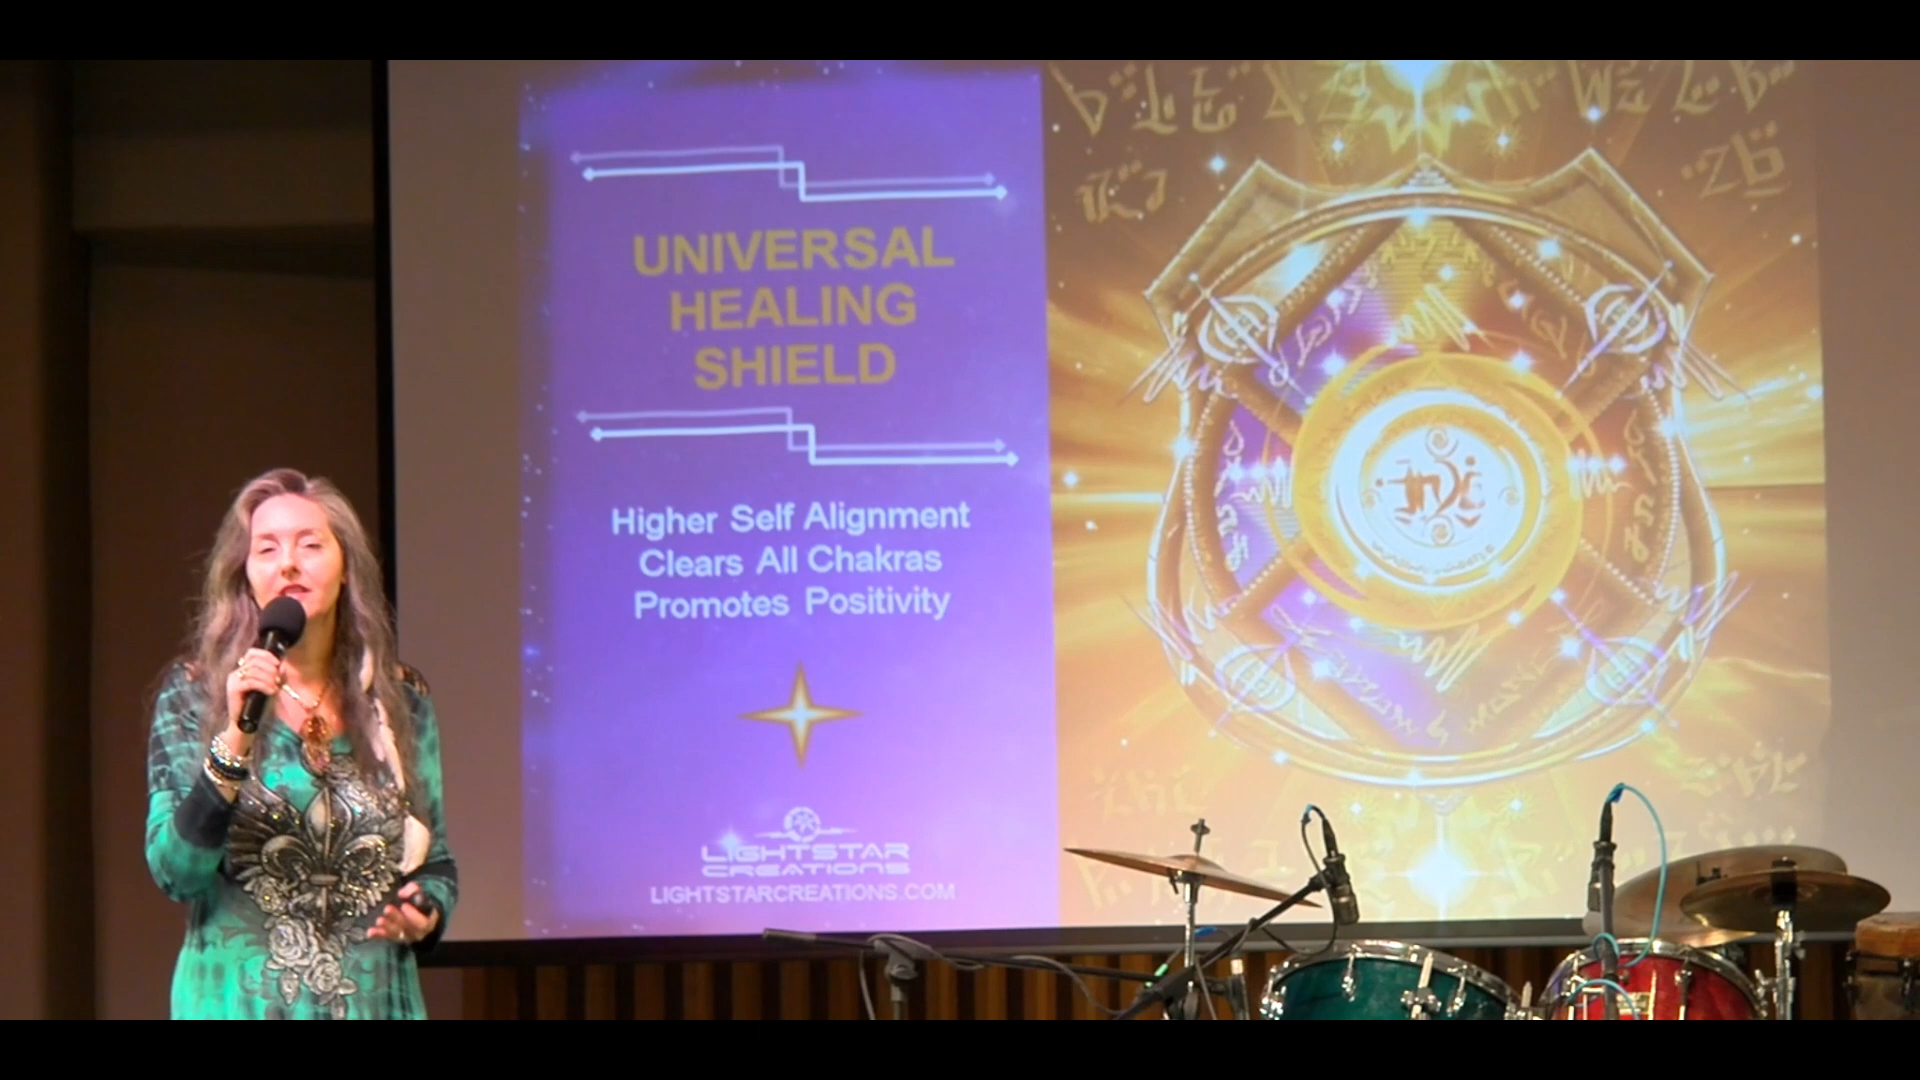 UNIVERSAL
HEALING
SHIELD
Higher Self Alignment
Clears All Chakras
Promotes Positivity
LIGHTSTAR
CREATIONS
LIGHTSTARCREATIONS.COM